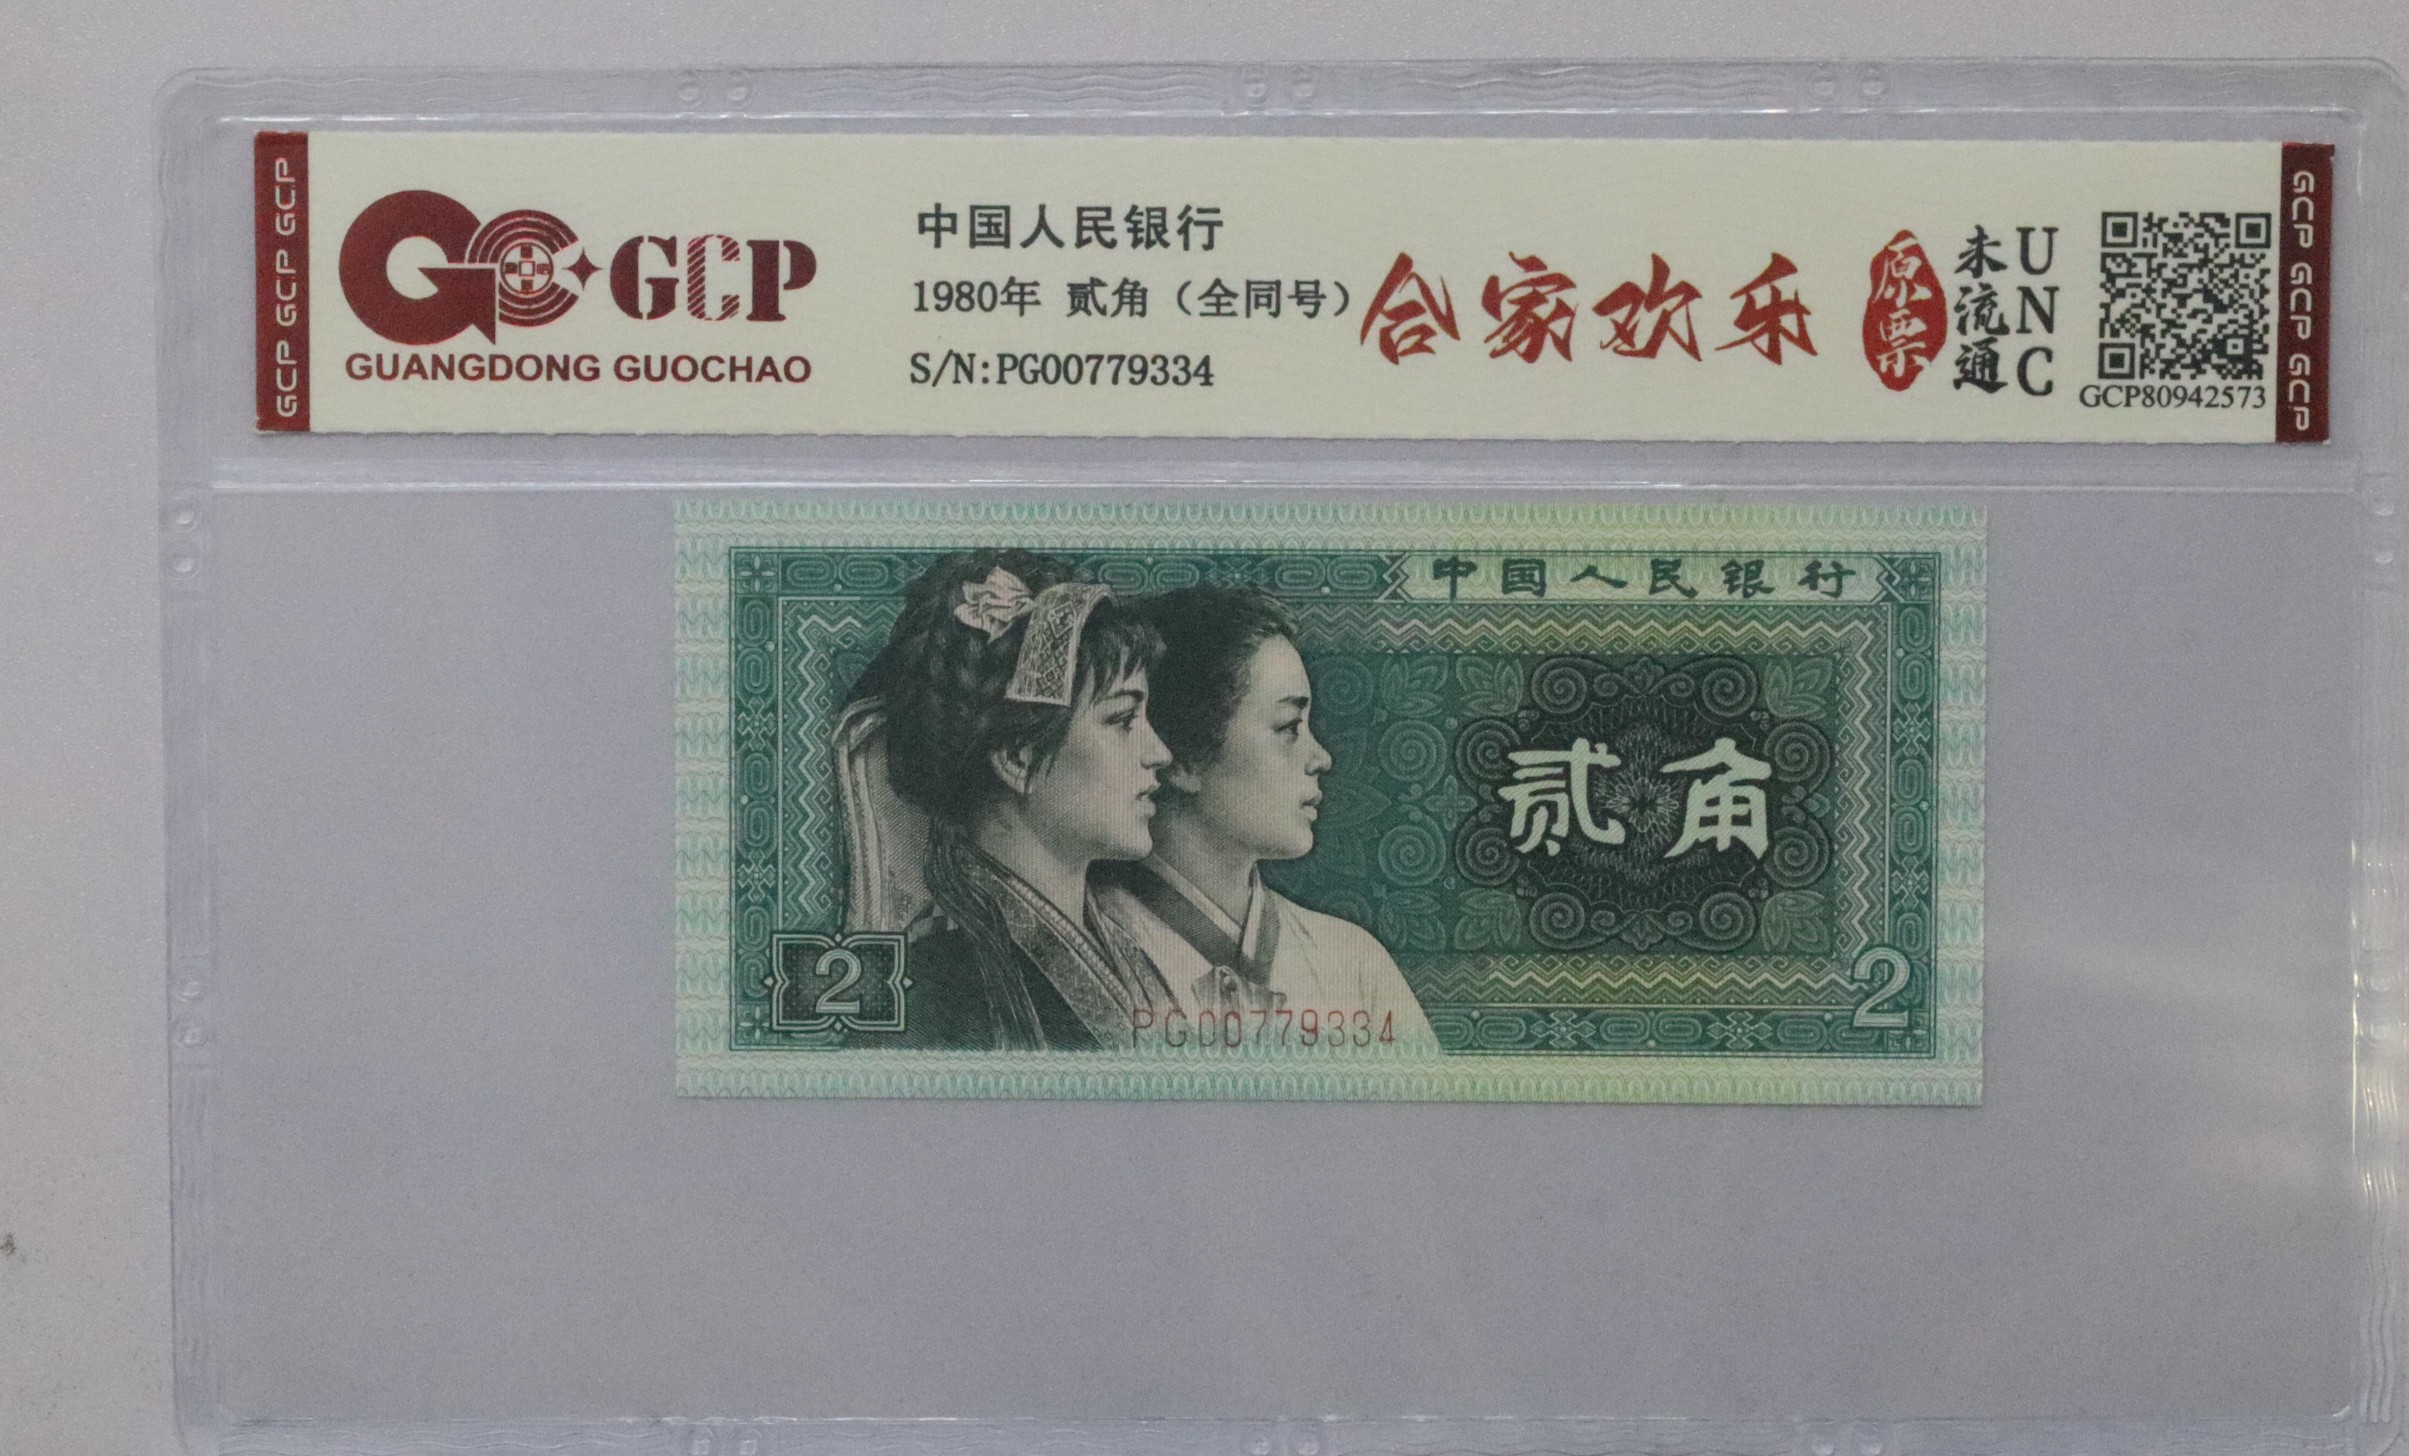 GCP GCP GCP
GCP
GUANGDONG GUOCHAO
中国人民银行
1980年 贰角（全同号）
S/N:PG00779334
合家欢乐
原票
未流通
UNC
GCP80942573
GCP GCP GCP
中国人民银行
贰角
2
2
PG00779334